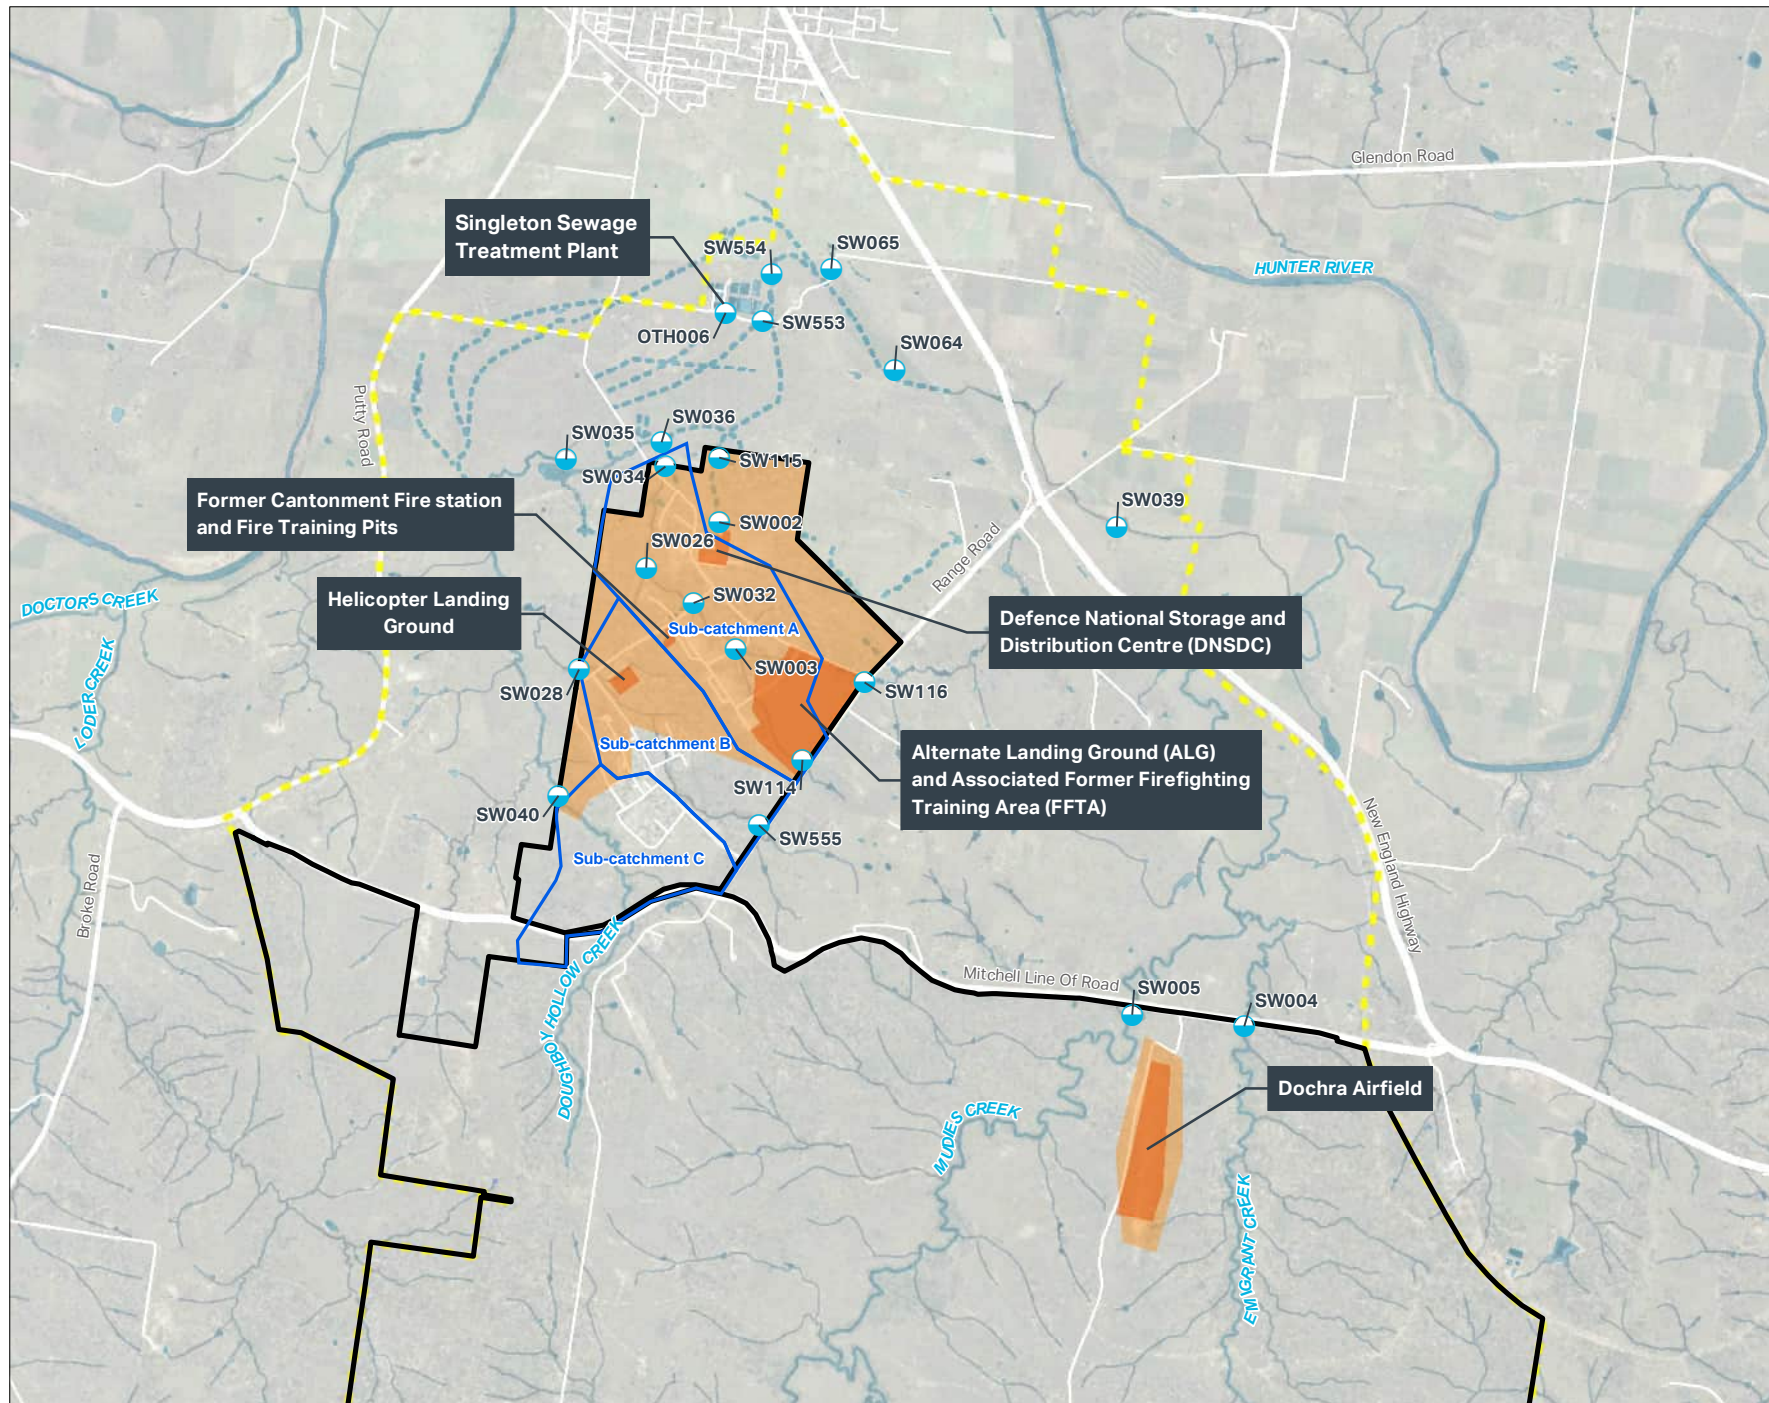 Glendon Road
Singleton Sewage
Treatment Plant
SW554
SW065
HUNTER RIVER
OTH006
SW553
SW064
Putty Road
SW036
SW035
SW034
SW115
Former Cantonment Fire station
and Fire Training Pits
SW039
SW002
SW026
Range Road
Helicopter Landing
Ground
DOCTORS CREEK
SW032
Sub-catchment A
Defence National Storage and
Distribution Centre (DNSDC)
LODER CREEK
SW003
SW028
SW116
Sub-catchment B
Alternate Landing Ground (ALG)
and Associated Former Firefighting
Training Area (FFTA)
SW114
SW040
SW555
New England Highway
Sub-catchment C
Broke Road
DOUGHBOY HOLLOW CREEK
Mitchell Line Of Road
SW005
SW004
Dochra Airfield
MUDIES CREEK
EMIGRANT CREEK